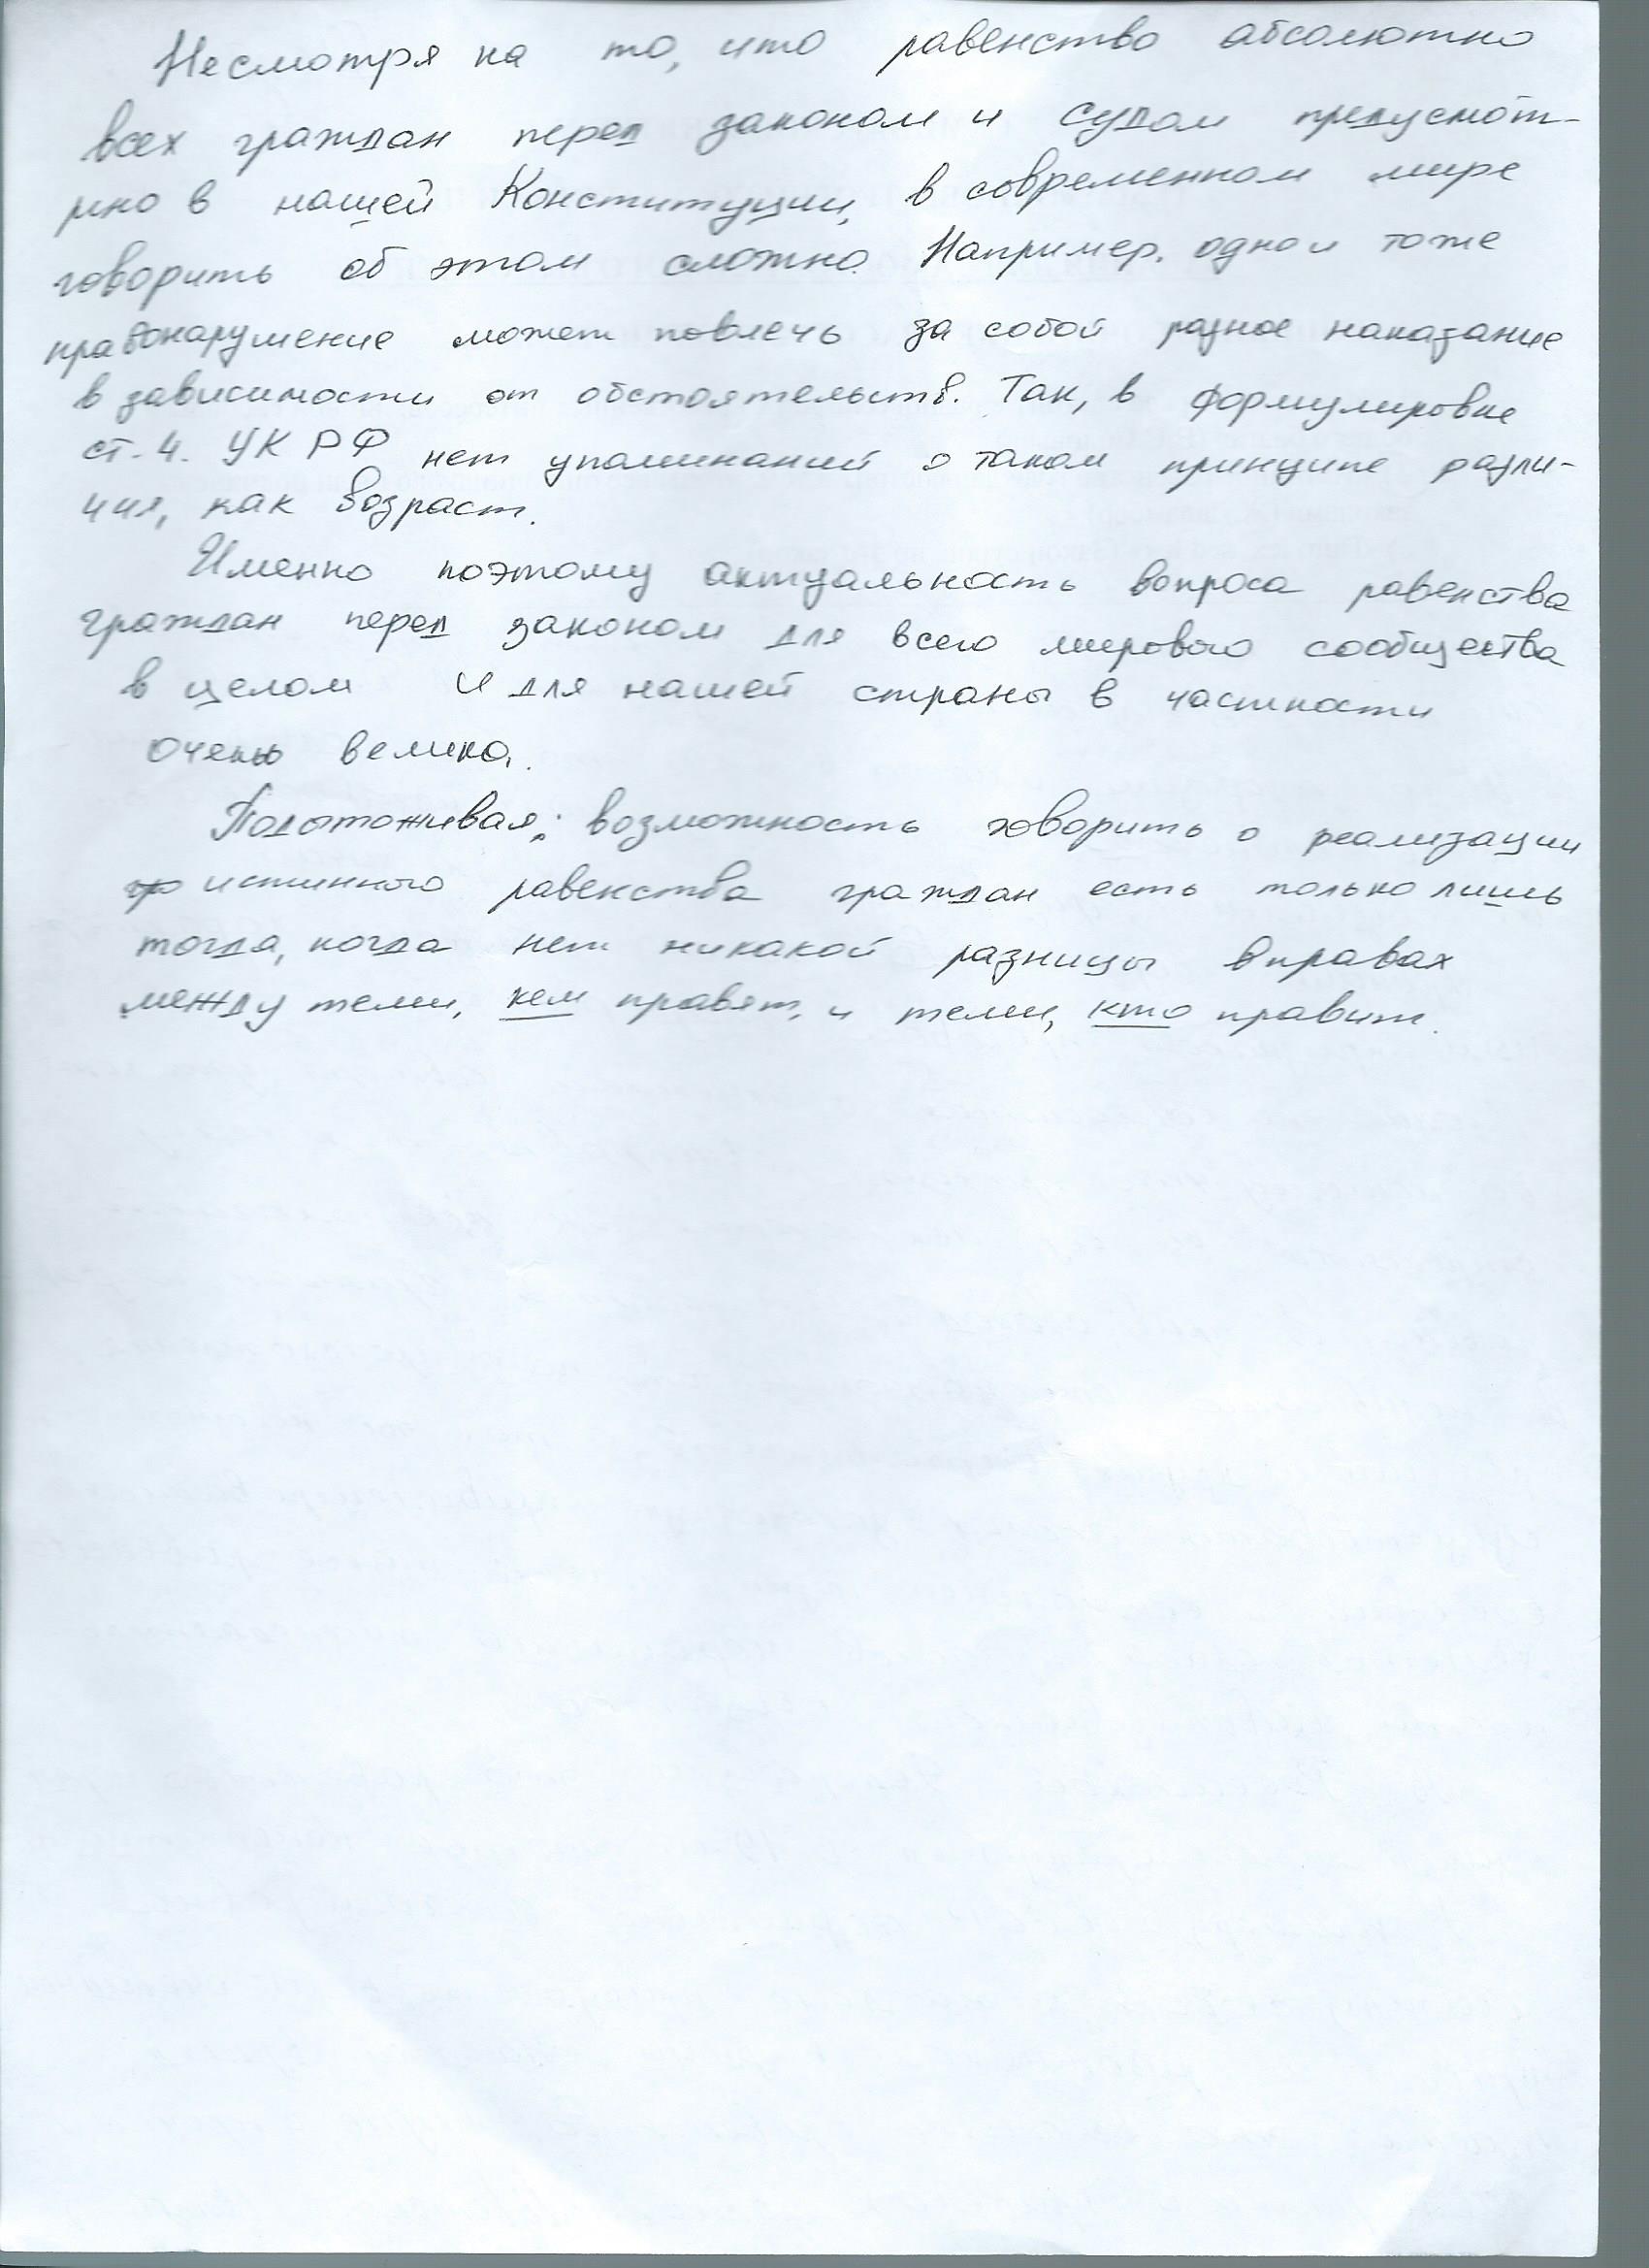 Несмотря на то, что равенство абсолютно
всех граждан перед законом и судом предусмот-
рно в нашей Конституции, в современном мире
говорить об этом сложно. Например, одно и тоже
правонарушение может повлечь за собой разное наказание
в зависимости от обстоятельств. Так, в формулировке
ст. 4. УК РФ нет упоминаний о таком принципе разли-
чия, как возраст.
Именно поэтому актуальность вопроса равенства
граждан перед законом для всего мирового сообщества
в целом и для нашей страны в частности
очень велика.
Подытоживая: возможность говорить о реализации
истинного равенства граждан есть только лишь
тогда, когда нет никакой разницы в правах
между теми, кем правят, и теми, кто правит.